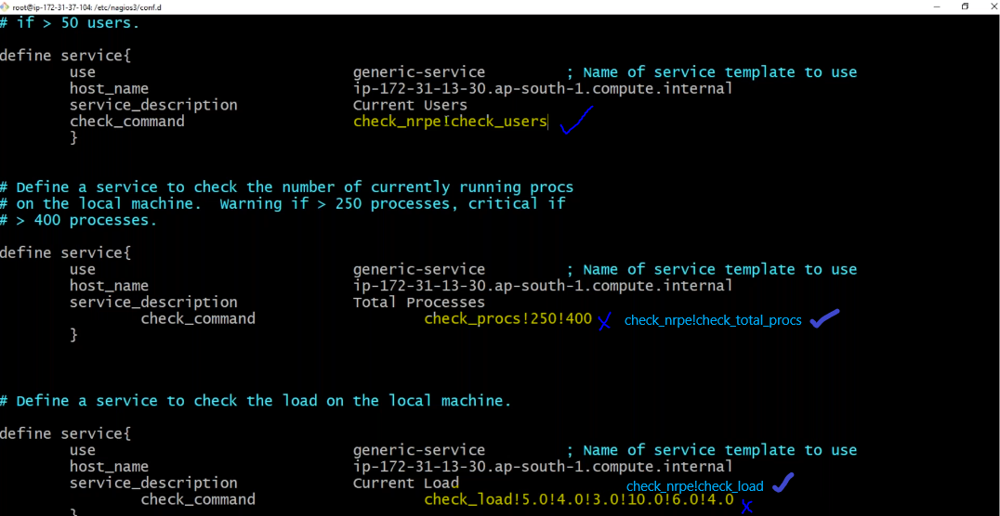 root@ip-172-31-37-104: /etc/nagios3/conf.d
# if > 50 users.
define service{
use generic-service ; Name of service template to use
host_name ip-172-31-13-30.ap-south-1.compute.internal
service_description Current Users
check_command check_nrpe!check_users
}
# Define a service to check the number of currently running procs
# on the local machine. Warning if > 250 processes, critical if
# > 400 processes.
define service{
use generic-service ; Name of service template to use
host_name ip-172-31-13-30.ap-south-1.compute.internal
service_description Total Processes
check_command check_procs!250!400 check_nrpe!check_total_procs
}
# Define a service to check the load on the local machine.
define service{
use generic-service ; Name of service template to use
host_name ip-172-31-13-30.ap-south-1.compute.internal
service_description Current Load check_nrpe!check_load
check_command check_load!5.0!4.0!3.0!10.0!6.0!4.0
}